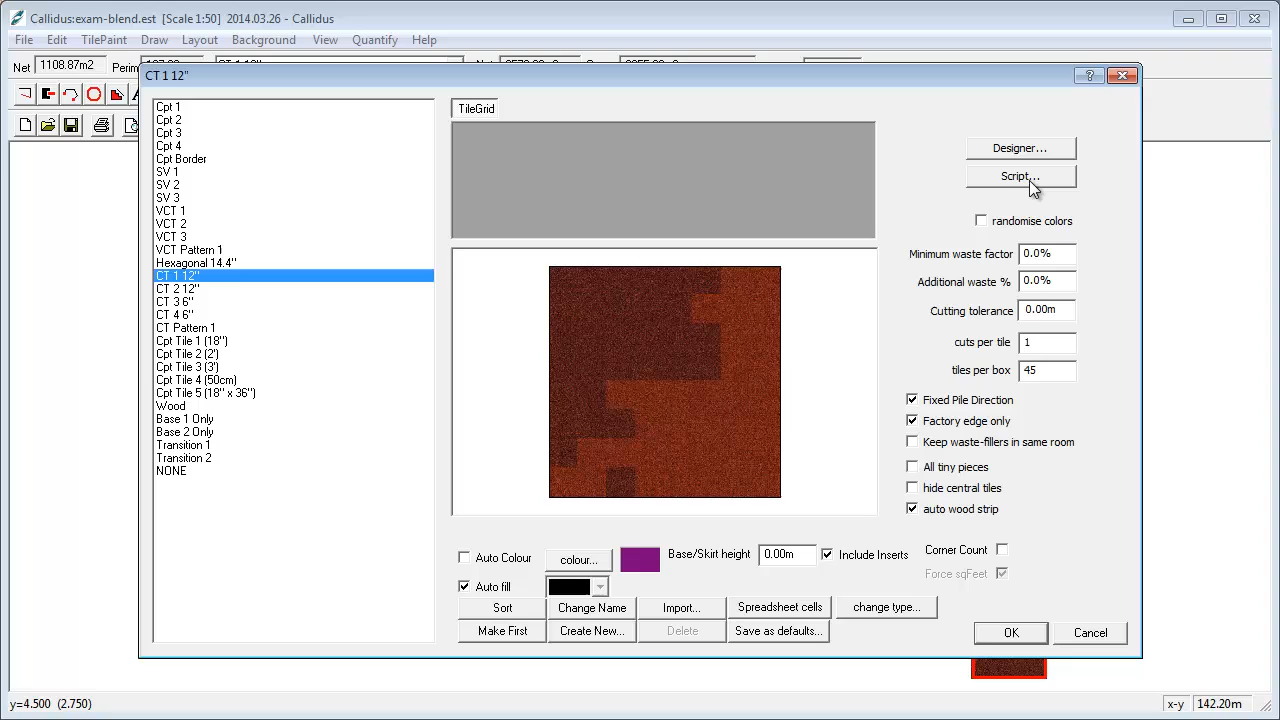 Callidus:exam-blend.est [Scale 1:50] 2014.03.26 - Callidus
File Edit TilePaint Draw Layout Background View Quantify Help
Net 1108.87m2 Perim
CT 1 12"
Cpt 1
Cpt 2
Cpt 3
Cpt 4
Cpt Border
SV 1
SV 2
SV 3
VCT 1
VCT 2
VCT 3
VCT Pattern 1
Hexagonal 14.4"
CT 1 12"
CT 2 12"
CT 3 6"
CT 4 6"
CT Pattern 1
Cpt Tile 1 (18")
Cpt Tile 2 (2')
Cpt Tile 3 (3')
Cpt Tile 4 (50cm)
Cpt Tile 5 (18" x 36")
Wood
Base 1 Only
Base 2 Only
Transition 1
Transition 2
NONE
TileGrid
Designer...
Script...
randomise colors
Minimum waste factor 0.0%
Additional waste % 0.0%
Cutting tolerance 0.00m
cuts per tile 1
tiles per box 45
Fixed Pile Direction
Factory edge only
Keep waste-fillers in same room
All tiny pieces
hide central tiles
auto wood strip
Auto Colour colour... Base/Skirt height 0.00m Include Inserts Corner Count
Auto fill Force sqFeet
Sort Change Name Import... Spreadsheet cells change type...
Make First Create New... Delete Save as defaults... OK Cancel
y=4.500 (2.750) x-y 142.20m